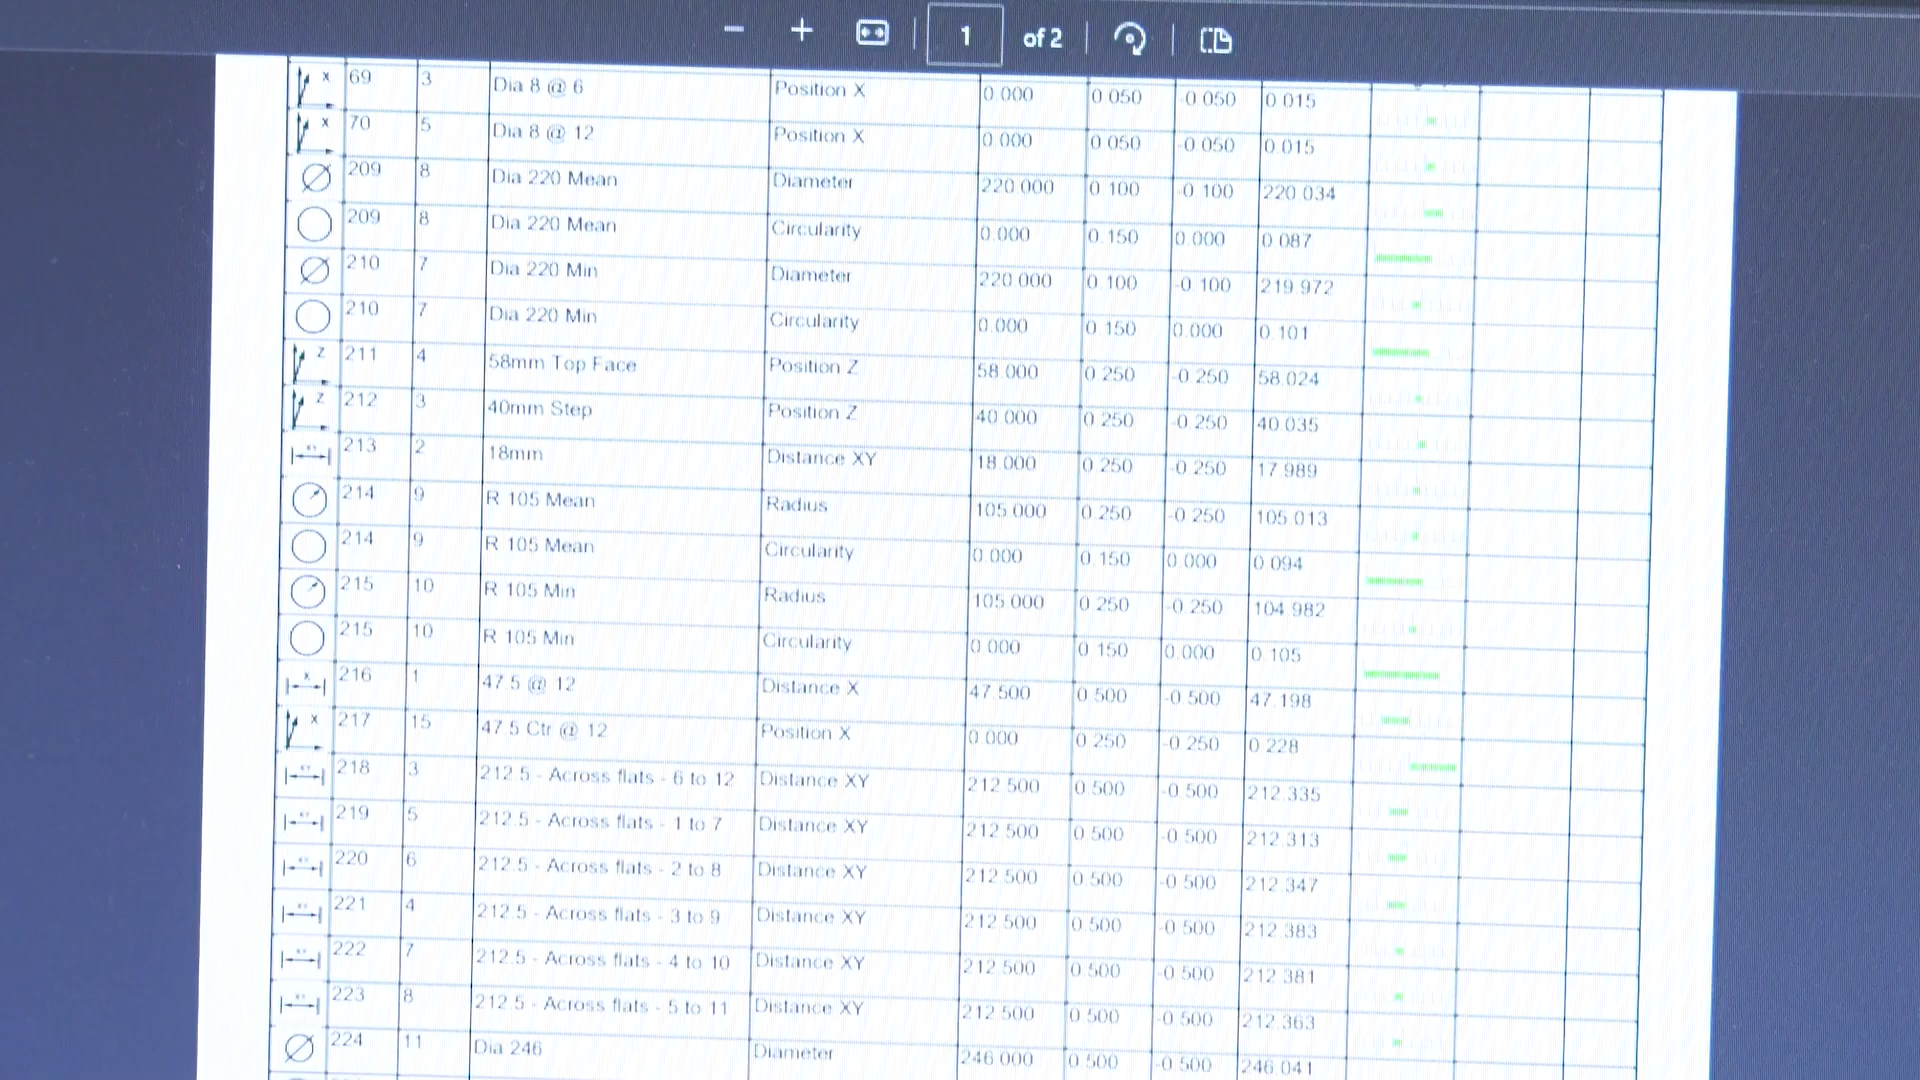 1 of 2
X 69 3 Dia 8 @ 6 Position X 0.000 0.050 -0.050 0.015
X 70 5 Dia 8 @ 12 Position X 0.000 0.050 -0.050 0.015
209 8 Dia 220 Mean Diameter 220.000 0.100 -0.100 220.034
209 8 Dia 220 Mean Circularity 0.000 0.150 0.000 0.087
210 7 Dia 220 Min Diameter 220.000 0.100 -0.100 219.972
210 7 Dia 220 Min Circularity 0.000 0.150 0.000 0.101
Z 211 4 58mm Top Face Position Z 58.000 0.250 -0.250 58.024
Z 212 3 40mm Step Position Z 40.000 0.250 -0.250 40.035
213 2 18mm Distance XY 18.000 0.250 -0.250 17.989
214 9 R 105 Mean Radius 105.000 0.250 -0.250 105.013
214 9 R 105 Mean Circularity 0.000 0.150 0.000 0.094
215 10 R 105 Min Radius 105.000 0.250 -0.250 104.982
215 10 R 105 Min Circularity 0.000 0.150 0.000 0.105
X 216 1 47.5 @ 12 Distance X 47.500 0.500 -0.500 47.198
X 217 15 47.5 Ctr @ 12 Position X 0.000 0.250 -0.250 0.228
218 3 212.5 - Across flats - 6 to 12 Distance XY 212.500 0.500 -0.500 212.335
219 5 212.5 - Across flats - 1 to 7 Distance XY 212.500 0.500 -0.500 212.313
220 6 212.5 - Across flats - 2 to 8 Distance XY 212.500 0.500 -0.500 212.347
221 4 212.5 - Across flats - 3 to 9 Distance XY 212.500 0.500 -0.500 212.383
222 7 212.5 - Across flats - 4 to 10 Distance XY 212.500 0.500 -0.500 212.381
223 8 212.5 - Across flats - 5 to 11 Distance XY 212.500 0.500 -0.500 212.363
224 11 Dia 246 Diameter 246.000 0.500 -0.500 246.041